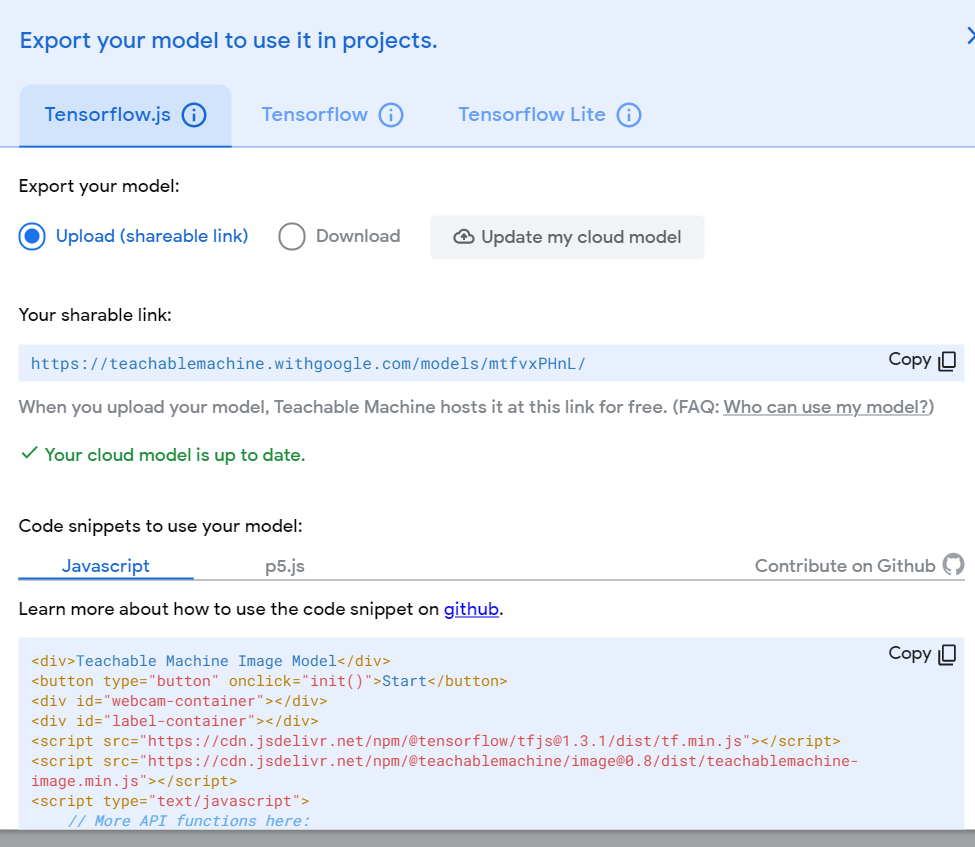 Export your model to use it in projects.
Tensorflow.js Tensorflow Tensorflow Lite
Export your model:
Upload (shareable link) Download Update my cloud model
Your sharable link:
https://teachablemachine.withgoogle.com/models/mtfvxPHnL/ Copy
When you upload your model, Teachable Machine hosts it at this link for free. (FAQ: Who can use my model?)
Your cloud model is up to date.
Code snippets to use your model:
Javascript p5.js Contribute on Github
Learn more about how to use the code snippet on github.
Copy
<div>Teachable Machine Image Model</div>
<button type="button" onclick="init()">Start</button>
<div id="webcam-container"></div>
<div id="label-container"></div>
<script src="https://cdn.jsdelivr.net/npm/@tensorflow/tfjs@1.3.1/dist/tf.min.js"></script>
<script src="https://cdn.jsdelivr.net/npm/@teachablemachine/image@0.8/dist/teachablemachine-
image.min.js"></script>
<script type="text/javascript">
// More API functions here: